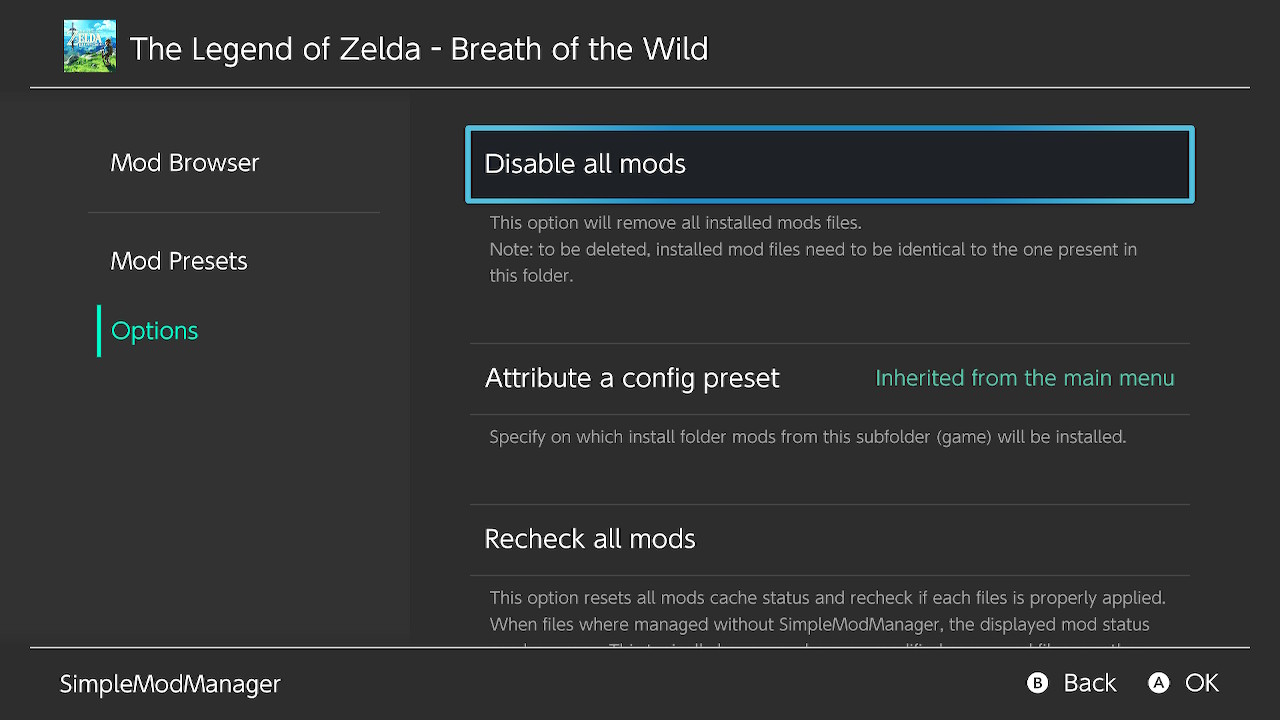 The Legend of Zelda - Breath of the Wild
Mod Browser
Mod Presets
Options
Disable all mods
This option will remove all installed mods files.
Note: to be deleted, installed mod files need to be identical to the one present in
this folder.
Attribute a config preset
Inherited from the main menu
Specify on which install folder mods from this subfolder (game) will be installed.
Recheck all mods
This option resets all mods cache status and recheck if each files is properly applied.
When files where managed without SimpleModManager, the displayed mod status
SimpleModManager
B Back
A OK